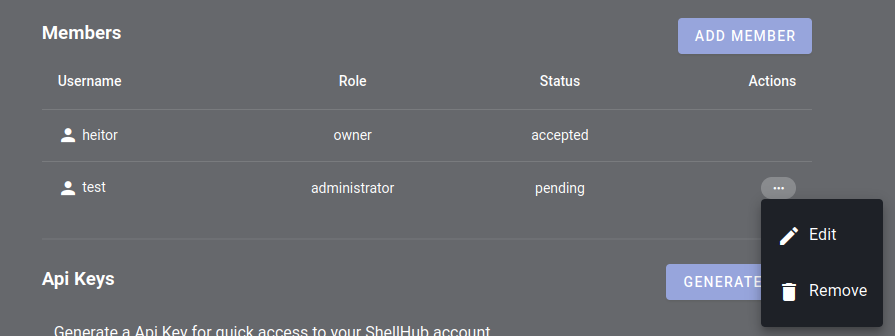 Members
ADD MEMBER
Username Role Status Actions
heitor owner accepted
test administrator pending
Edit
Api Keys
GENERATE
Remove
Generate a Api Key for quick access to your ShellHub account